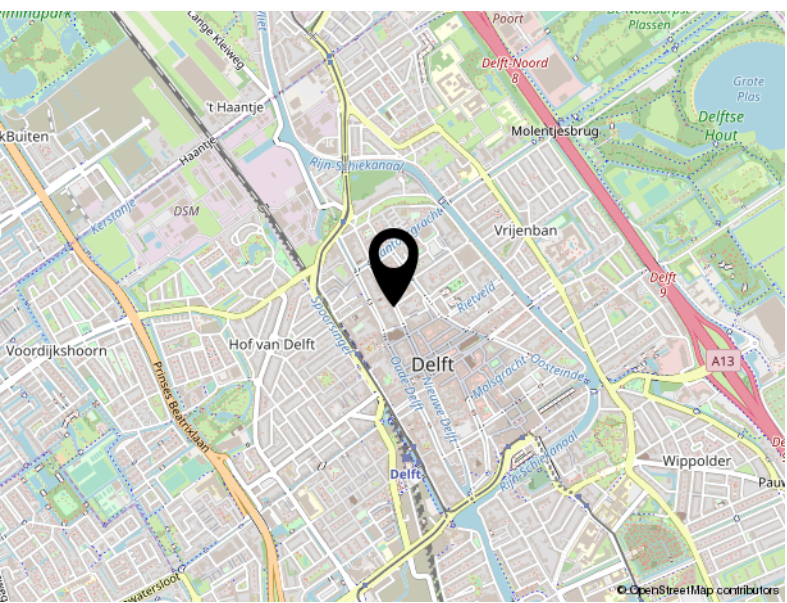 Lange Kleiweg
Vliet
Poort
Plassen
Delft-Noord
8
Grote
Plas
't Haantje
Delftse
Hout
kBuiten
Molentjesbrug
Haantje
Rijn-Schiekanaal
DSM
Kerstanje
Vrijenban
Delft
9
Rietveld
Spoorsingel
Voordijkshoorn
Hof van Delft
A13
Delft
Oude Delft
Nieuwe Delft
Molsgracht
Oosteinde
Prinses Beatrixlaan
Delft
Rijn-Schiekanaal
Wippolder
Pauw
watersloot
© OpenStreetMap contributors